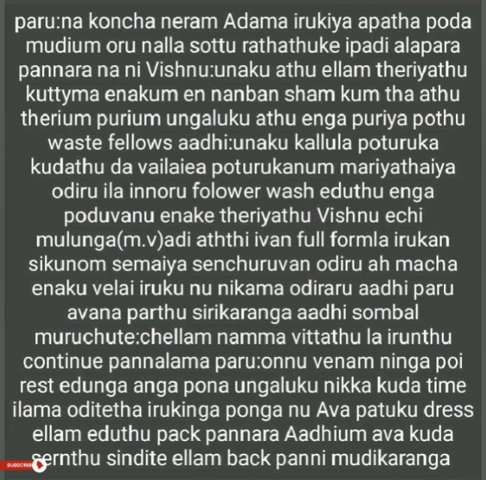 paru:na koncha neram Adama irukiya apatha poda
mudium oru nalla sottu rathathuke ipadi alapara
pannara na ni Vishnu:unaku athu ellam theriyathu
kuttyma enakum en nanban sham kum tha athu
therium purium ungaluku athu enga puriya pothu
waste fellows aadhi:unaku kallula poturuka
kudathu da vailaiea poturukanum mariyathaiya
odiru ila innoru folower wash eduthu enga
poduvanu enake theriyathu Vishnu echi
mulunga(m.v)adi aththi ivan full formla irukan
sikunom semaiya senchuruvan odiru ah macha
enaku velai iruku nu nikama odiraru aadhi paru
avana parthu sirikaranga aadhi sombal
muruchute:chellam namma vittathu la irunthu
continue pannalama paru:onnu venam ninga poi
rest edunga anga pona ungaluku nikka kuda time
ilama oditetha irukinga ponga nu Ava patuku dress
ellam eduthu pack pannara Aadhium ava kuda
sernthu sindite ellam back panni mudikaranga
SUBSCRIBE